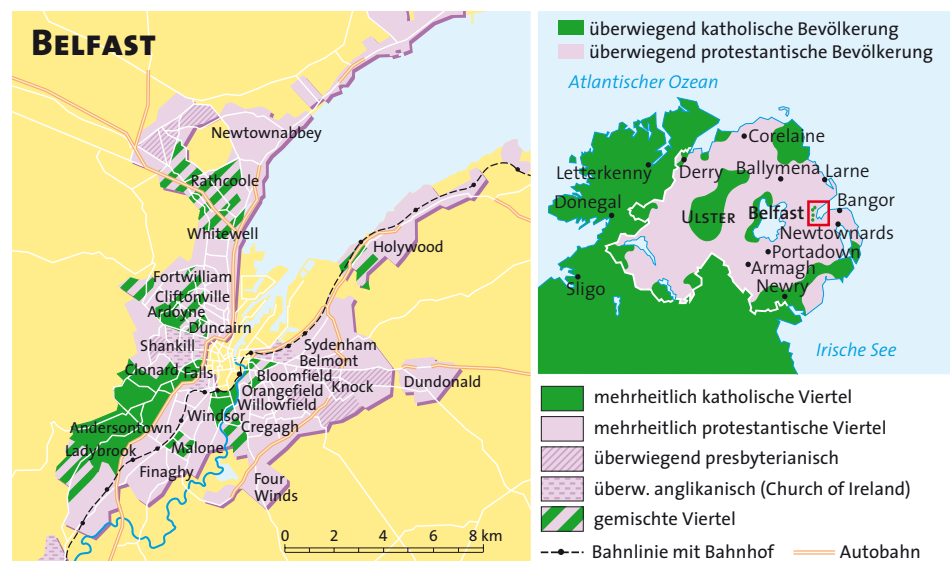 BELFAST
Newtownabbey
Rathcoole
Whitewell
Holywood
Fortwilliam
Cliftonville
Ardoyne
Duncairn
Shankill
Sydenham
Belmont
Clonard Falls
Bloomfield
Knock
Dundonald
Orangefield
Willowfield
Windsor
Cregagh
Andersontown
Ladybrook
Malone
Finaghy
Four
Winds
0 2 4 6 8 km
überwiegend katholische Bevölkerung
überwiegend protestantische Bevölkerung
Atlantischer Ozean
Corelaine
Letterkenny
Derry
Ballymena
Larne
Donegal
ULSTER
Belfast
Bangor
Newtownards
Portadown
Armagh
Newry
Sligo
Irische See
mehrheitlich katholische Viertel
mehrheitlich protestantische Viertel
überwiegend presbyterianisch
überw. anglikanisch (Church of Ireland)
gemischte Viertel
Bahnlinie mit Bahnhof
Autobahn